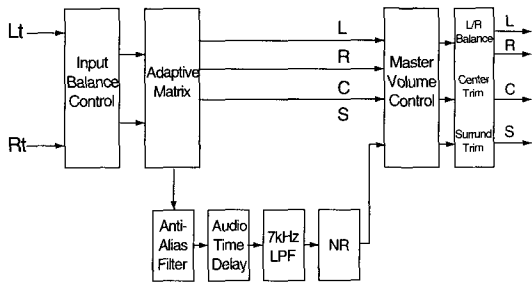 Lt
Rt
Input
Balance
Control
Adaptive
Matrix
L
R
C
S
Master
Volume
Control
L/R
Balance
Center
Trim
Surrund
Trim
L
R
C
S
Anti-
Alias
Filter
Audio
Time
Delay
7kHz
LPF
NR